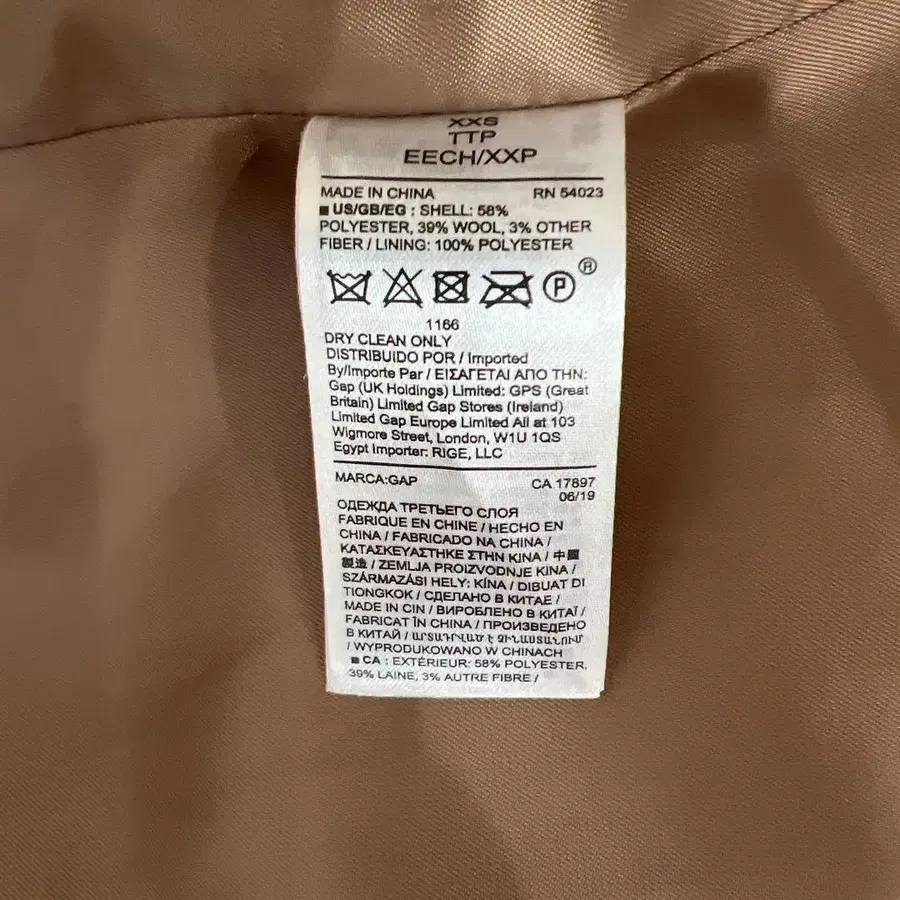 XXS
TTP
EECH/XXP
MADE IN CHINA RN 54023
■ US/GB/EG : SHELL: 58%
POLYESTER, 39% WOOL, 3% OTHER
FIBER / LINING: 100% POLYESTER
P ®
1166
DRY CLEAN ONLY
DISTRIBUIDO POR / Imported
By/Importe Par / ΕΙΣΑΓΕΤΑΙ ΑΠΟ ΤΗΝ:
Gap (UK Holdings) Limited: GPS (Great
Britain) Limited Gap Stores (Ireland)
Limited Gap Europe Limited All at 103
Wigmore Street, London, W1U 1QS
Egypt Importer: RIGE, LLC
MARCA:GAP CA 17897
06/19
ОДЕЖДА ТРЕТЬЕГО СЛОЯ
FABRIQUE EN CHINE / HECHO EN
CHINA / FABRICADO NA CHINA /
ΚΑΤΑΣΚΕΥΑΣΤΗΚΕ ΣΤΗΝ ΚΙΝΑ / 中國
製造 / ZEMLJA PROIZVODNJE KINA /
SZÁRMAZÁSI HELY: KÍNA / DIBUAT DI
TIONGKOK / СДЕЛАНО В КИТАЕ /
MADE IN CIN / ВИРОБЛЕНО В КИТАЇ /
FABRICAT ÎN CHINA / ПРОИЗВЕДЕНО
В КИТАЙ / ԱՐՏԱԴՐՎԱԾ Է ՉԻՆԱՍՏԱՆՈՒՄ
/ WYPRODUKOWANO W CHINACH
■ CA : EXTÉRIEUR: 58% POLYESTER,
39% LAINE, 3% AUTRE FIBRE /